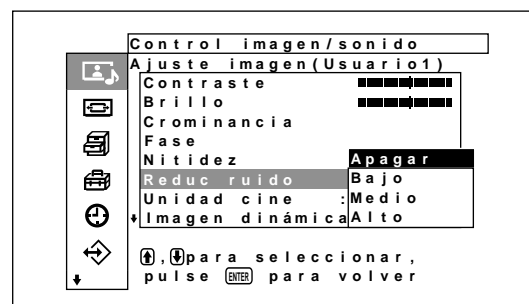 Control imagen/sonido
Ajuste imagen(Usuario1)
Contraste
Brillo
Crominancia
Fase
Nitidez
Apagar
Reduc ruido
Bajo
Unidad cine :
Medio
Imagen dinámica
Alto
,para seleccionar,
pulse ENTER para volver